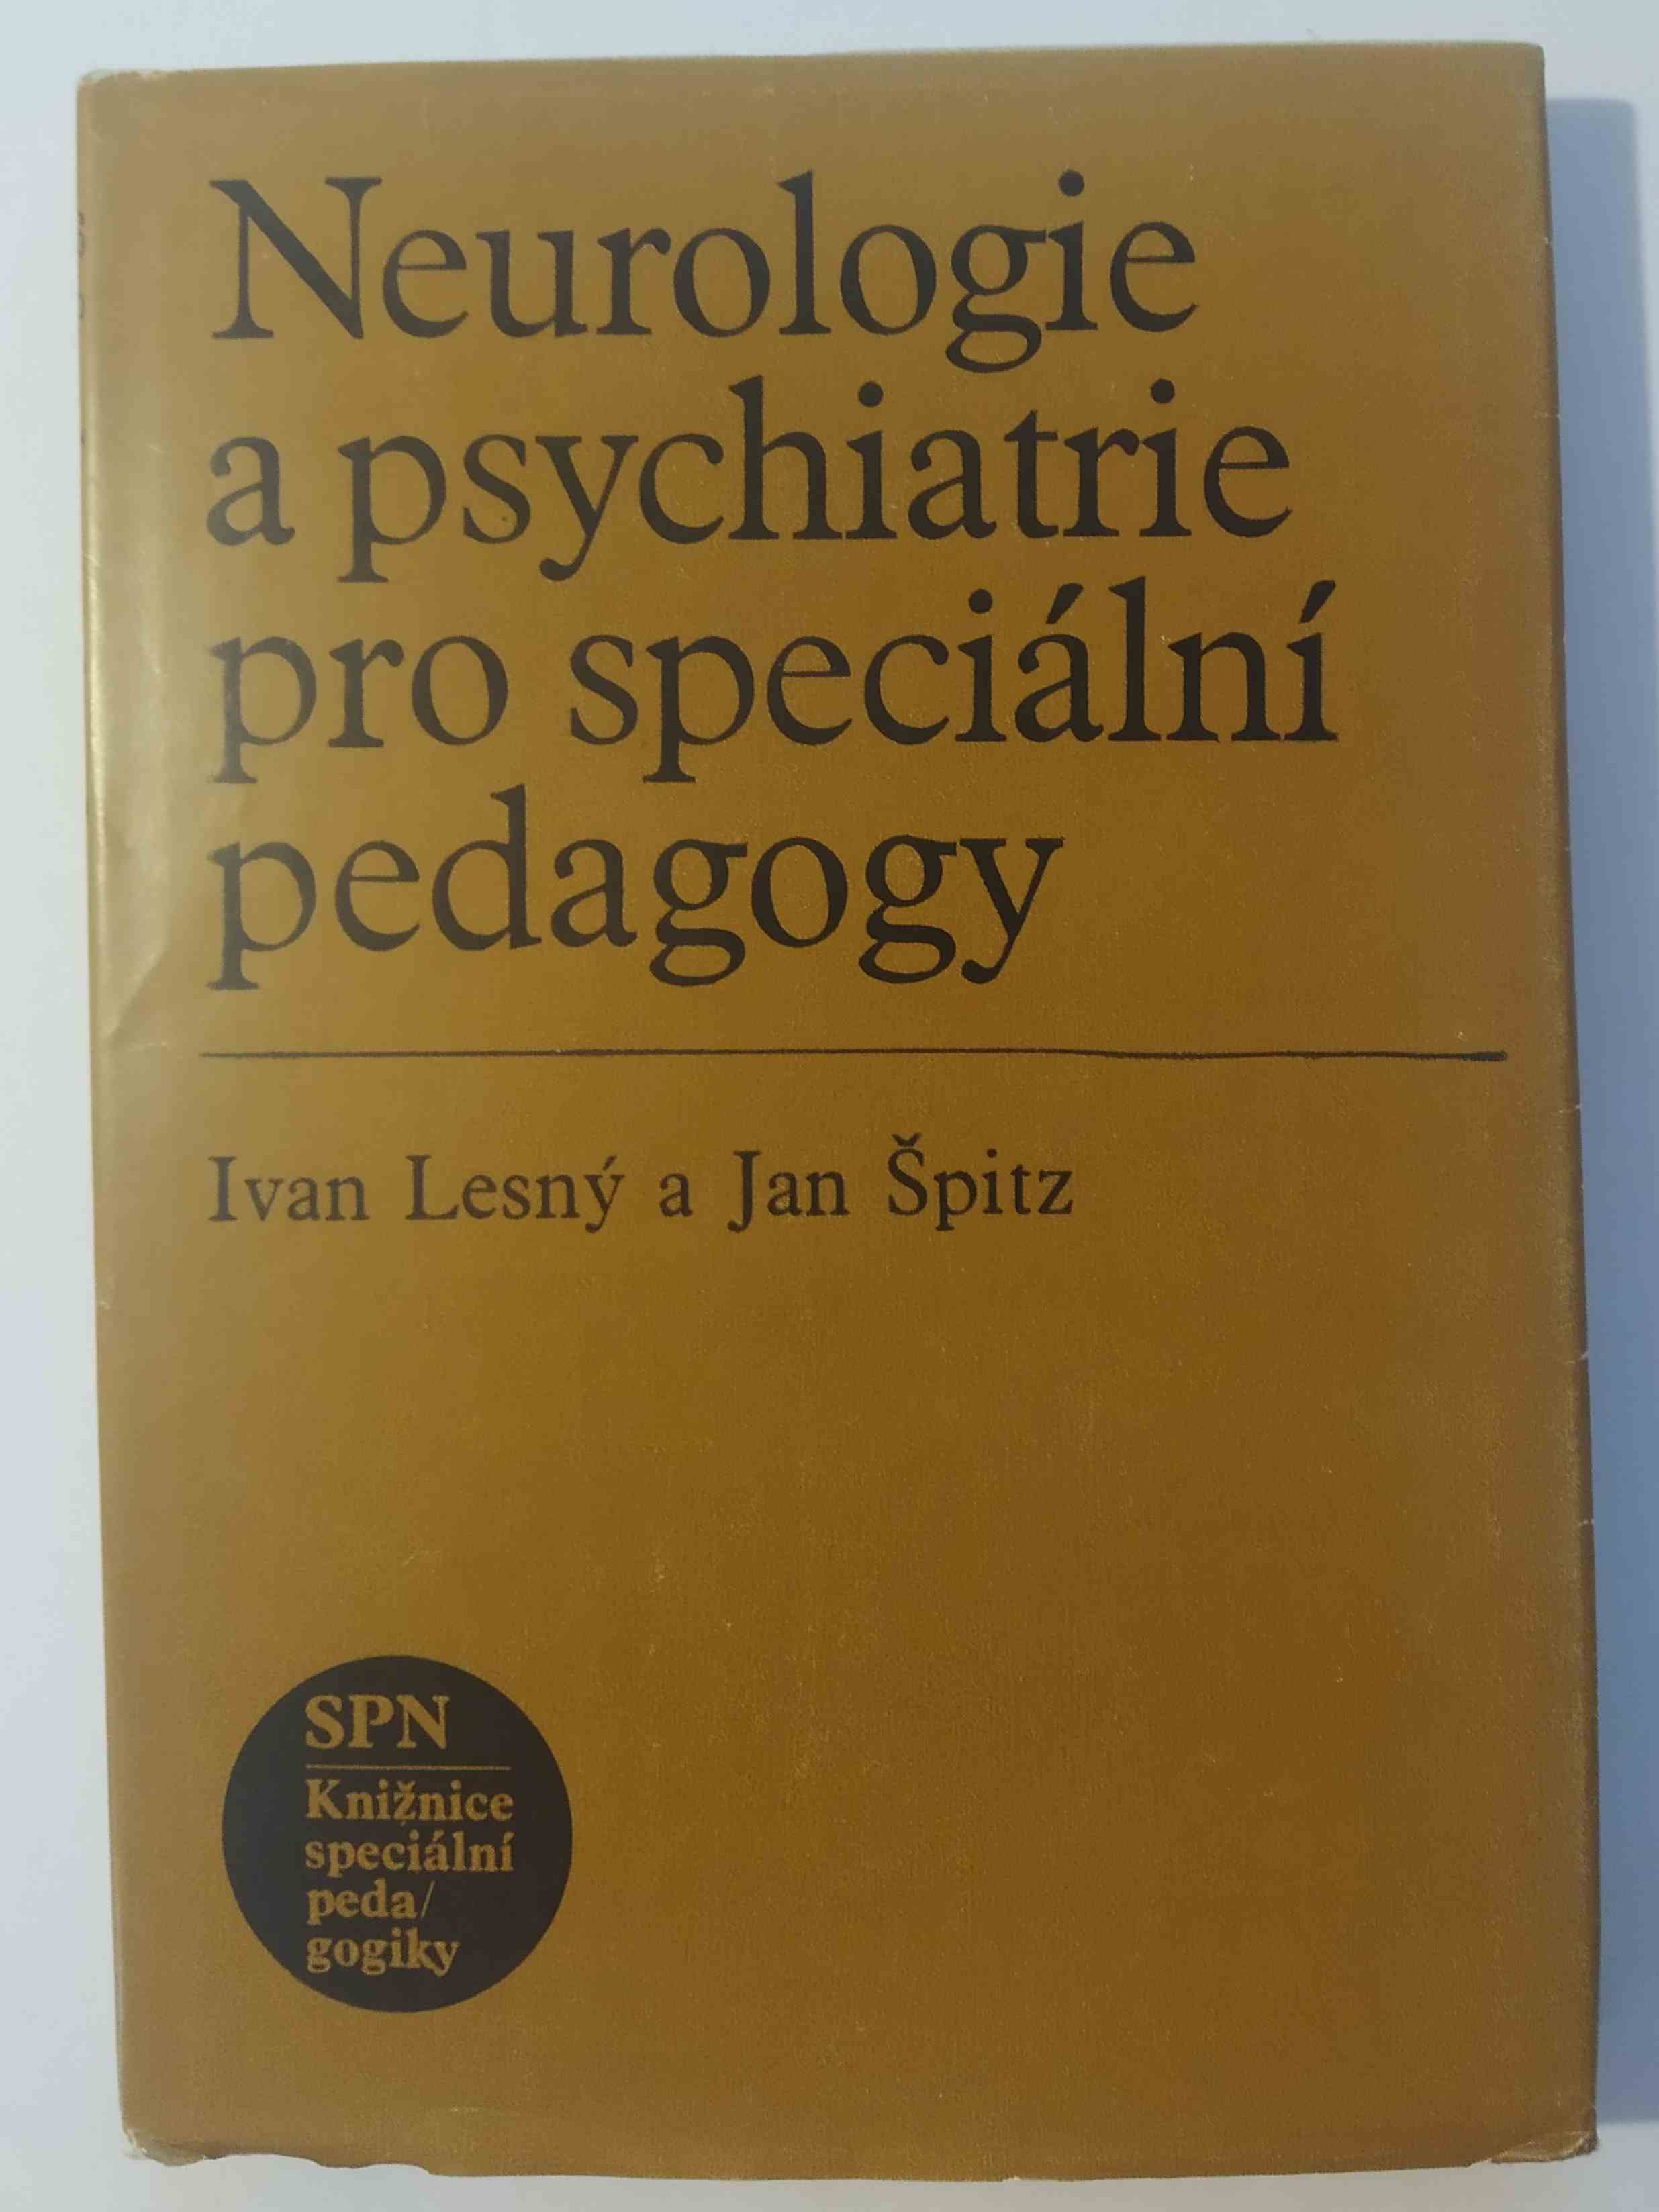 Neurologie
a psychiatrie
pro speciální
pedagogy
Ivan Lesný a Jan Špitz
SPN
Knižnice
speciální
peda/
gogiky